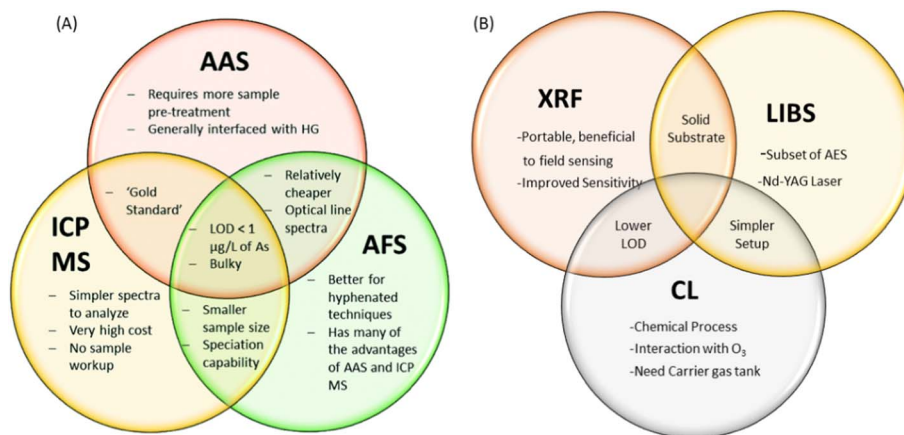 (A)
AAS
– Requires more sample
pre-treatment
– Generally interfaced with HG
– 'Gold
Standard'
– Relatively
cheaper
– Optical line
spectra
– LOD < 1
µg/L of As
– Bulky
ICP
MS
– Simpler spectra
to analyze
– Very high cost
– No sample
workup
– Smaller
sample size
– Speciation
capability
AFS
– Better for
hyphenated
techniques
– Has many of
the advantages
of AAS and ICP
MS
(B)
XRF
-Portable, beneficial
to field sensing
-Improved Sensitivity
Solid
Substrate
LIBS
-Subset of AES
-Nd-YAG Laser
Lower
LOD
Simpler
Setup
CL
-Chemical Process
-Interaction with O₃
-Need Carrier gas tank